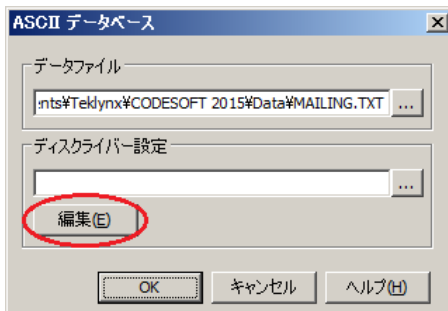 ASCII データベース
データファイル
:nts¥Teklynx¥CODESOFT 2015¥Data¥MAILING.TXT ...
ディスクライバー設定
...
編集(E)
OK キャンセル ヘルプ(H)